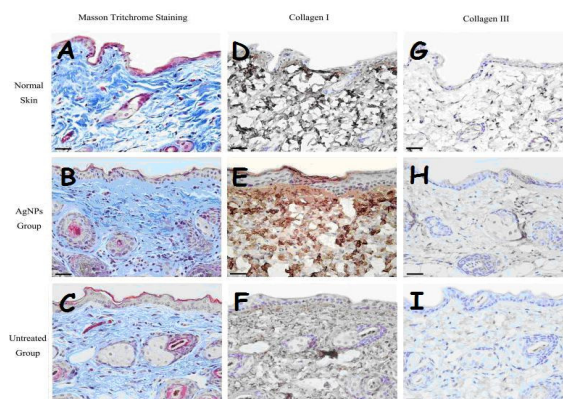 Masson Tritchrome Staining Collagen I Collagen III
A D G
Normal
Skin
B E H
AgNPs
Group
C F I
Untreated
Group